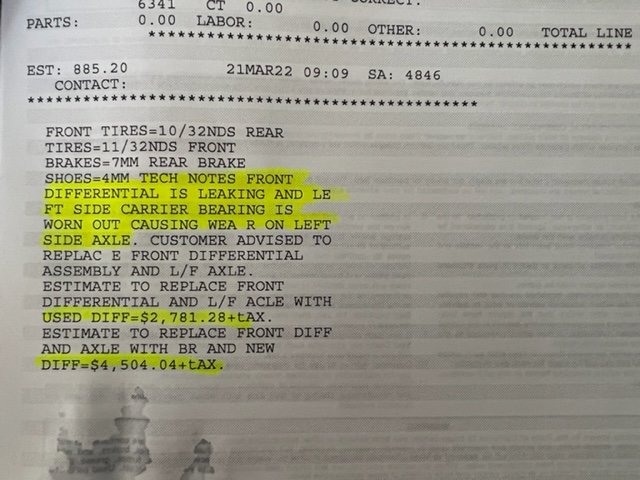 6341 CT 0.00
PARTS: 0.00 LABOR: 0.00 OTHER: 0.00 TOTAL LINE
****************************************************
EST: 885.20 21MAR22 09:09 SA: 4846
CONTACT:
*************************************************
FRONT TIRES=10/32NDS REAR
TIRES=11/32NDS FRONT
BRAKES=7MM REAR BRAKE
SHOES=4MM TECH NOTES FRONT
DIFFERENTIAL IS LEAKING AND LE
FT SIDE CARRIER BEARING IS
WORN OUT CAUSING WEA R ON LEFT
SIDE AXLE. CUSTOMER ADVISED TO
REPLAC E FRONT DIFFERENTIAL
ASSEMBLY AND L/F AXLE.
ESTIMATE TO REPLACE FRONT
DIFFERENTIAL AND L/F ACLE WITH
USED DIFF=$2,781.28+tAX.
ESTIMATE TO REPLACE FRONT DIFF
AND AXLE WITH BR AND NEW
DIFF=$4,504.04+tAX.